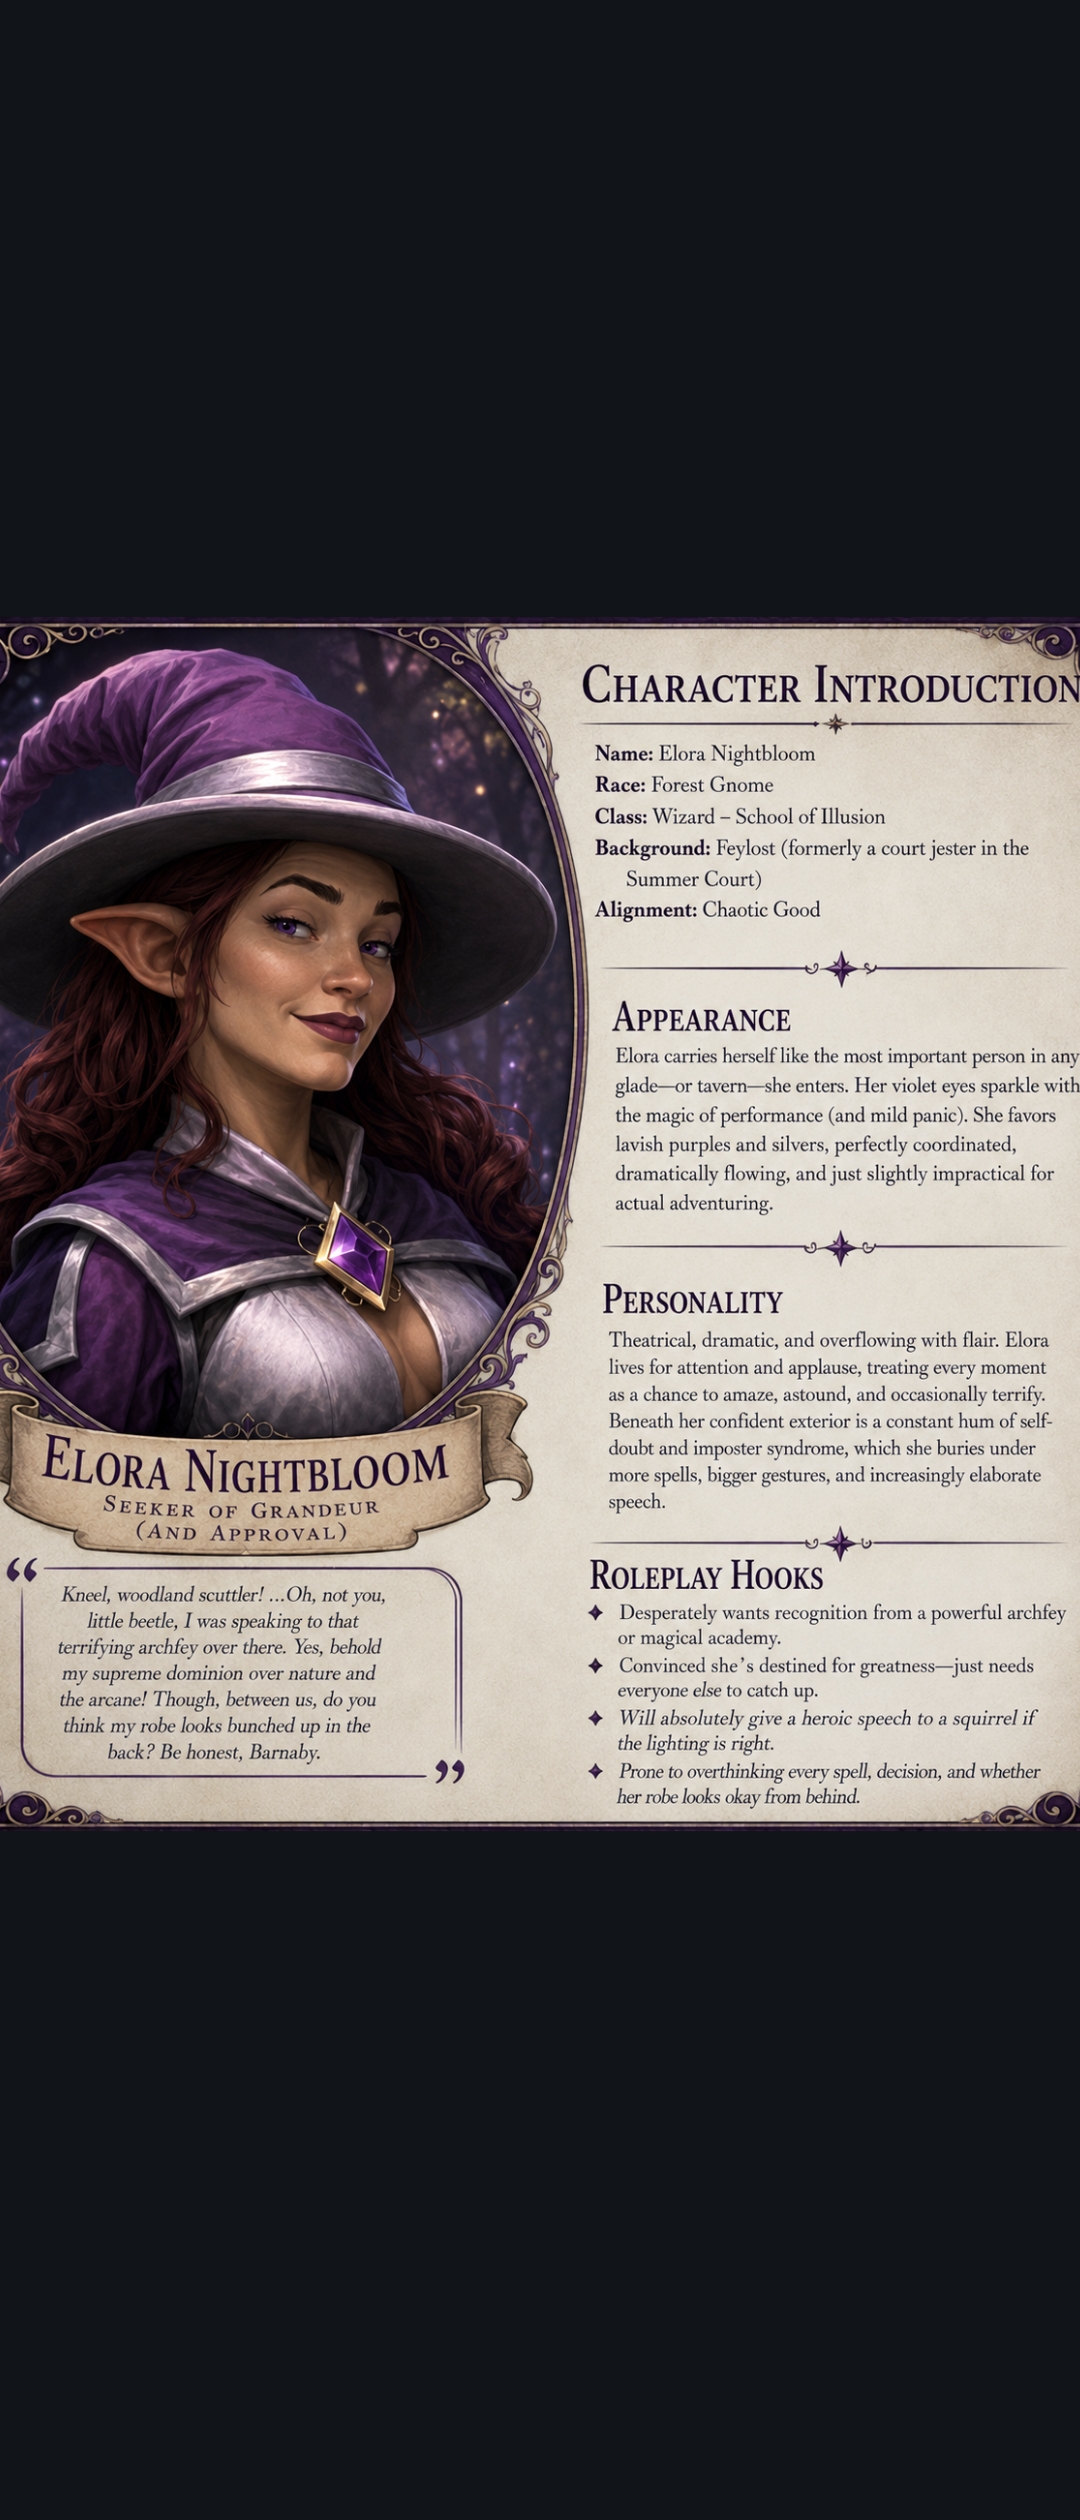 ELORA NIGHTBLOOM
SEEKER OF GRANDEUR
(AND APPROVAL)
“
Kneel, woodland scuttler! ...Oh, not you,
little beetle, I was speaking to that
terrifying archfey over there. Yes, behold
my supreme dominion over nature and
the arcane! Though, between us, do you
think my robe looks bunched up in the
back? Be honest, Barnaby.
”
CHARACTER INTRODUCTION
Name: Elora Nightbloom
Race: Forest Gnome
Class: Wizard – School of Illusion
Background: Feylost (formerly a court jester in the
Summer Court)
Alignment: Chaotic Good
APPEARANCE
Elora carries herself like the most important person in any
glade—or tavern—she enters. Her violet eyes sparkle with
the magic of performance (and mild panic). She favors
lavish purples and silvers, perfectly coordinated,
dramatically flowing, and just slightly impractical for
actual adventuring.
PERSONALITY
Theatrical, dramatic, and overflowing with flair. Elora
lives for attention and applause, treating every moment
as a chance to amaze, astound, and occasionally terrify.
Beneath her confident exterior is a constant hum of self-
doubt and imposter syndrome, which she buries under
more spells, bigger gestures, and increasingly elaborate
speech.
ROLEPLAY HOOKS
✦ Desperately wants recognition from a powerful archfey
or magical academy.
✦ Convinced she’s destined for greatness—just needs
everyone else to catch up.
✦ Will absolutely give a heroic speech to a squirrel if
the lighting is right.
✦ Prone to overthinking every spell, decision, and whether
her robe looks okay from behind.